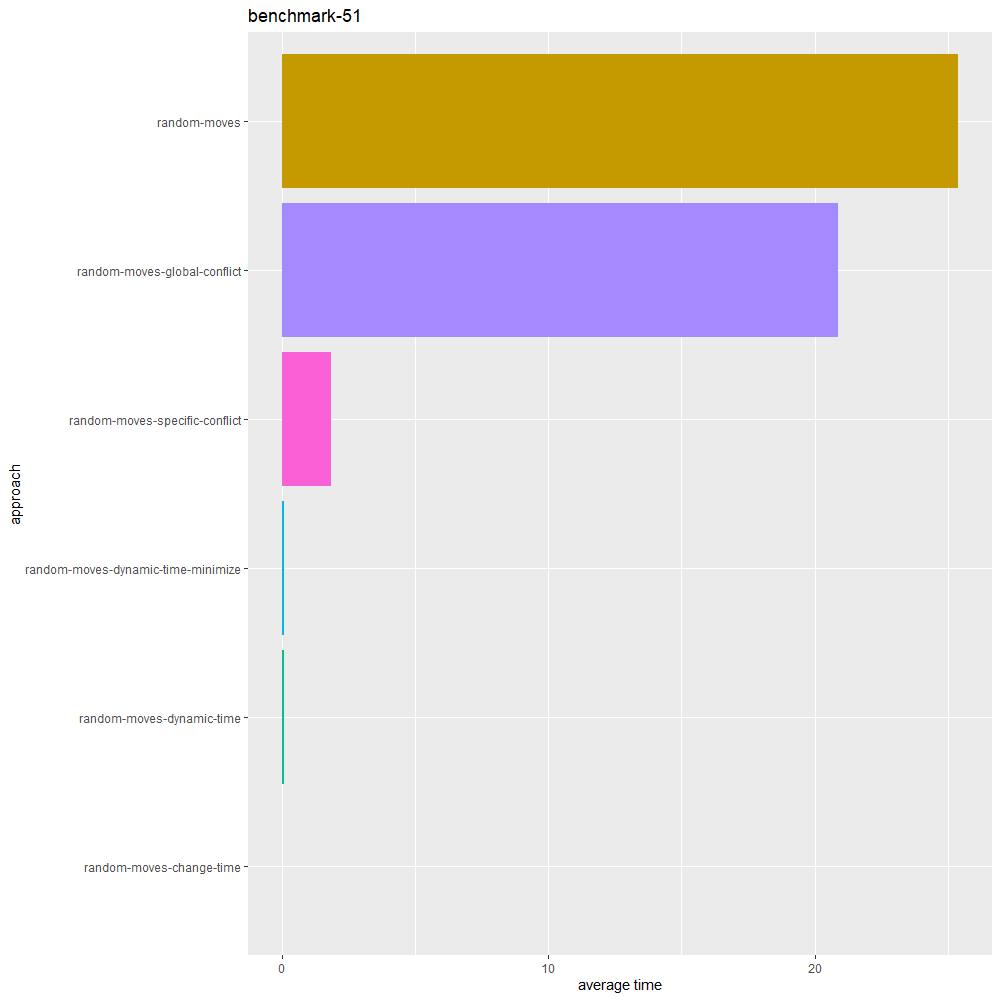 benchmark-51
random-moves
random-moves-global-conflict
random-moves-specific-conflict
approach
random-moves-dynamic-time-minimize
random-moves-dynamic-time
random-moves-change-time
0 10 20
average time